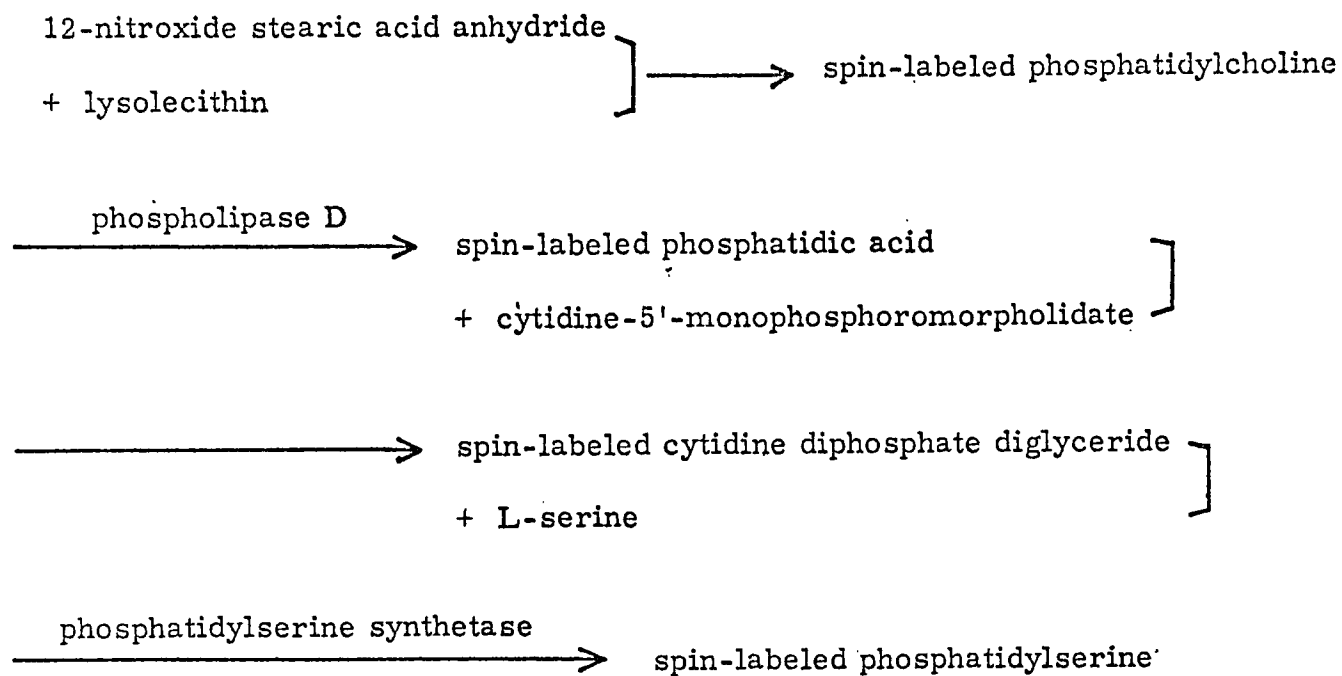 12-nitroxide stearic acid anhydride
+ lysolecithin
spin-labeled phosphatidylcholine
phospholipase D
spin-labeled phosphatidic acid
+ cytidine-5'-monophosphoromorpholidate
spin-labeled cytidine diphosphate diglyceride
+ L-serine
phosphatidylserine synthetase
spin-labeled phosphatidylserine